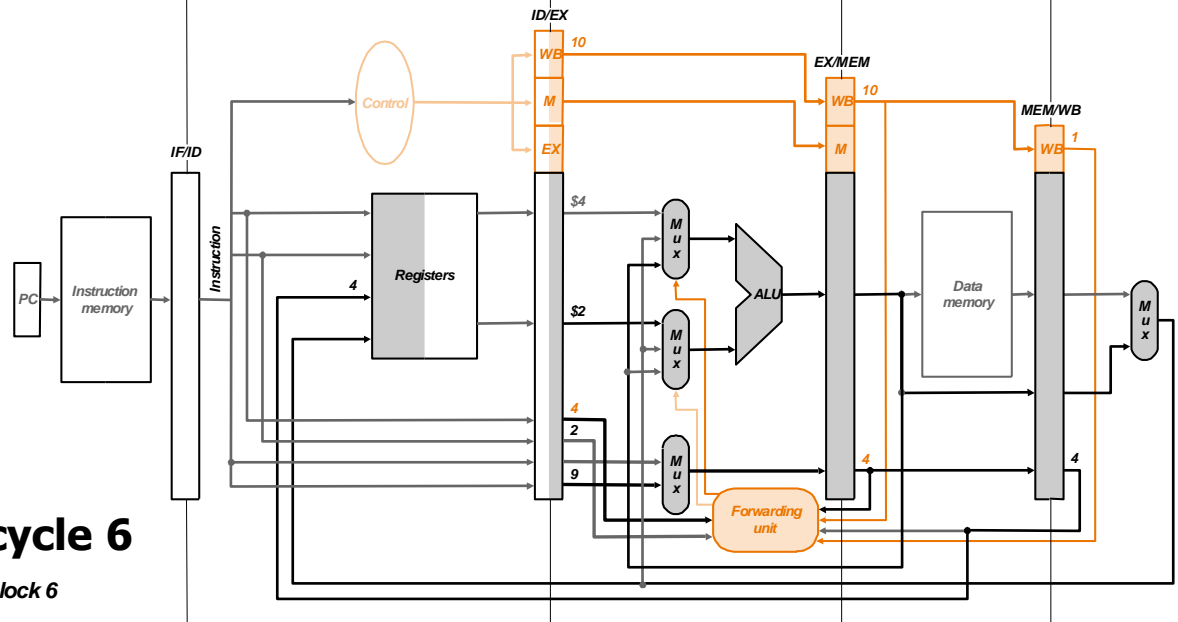 ID/EX
WB
10
EX/MEM
Control
M
WB
10
MEM/WB
EX
M
WB
1
IF/ID
$4
M
u
x
Instruction
Registers
PC
Instruction
memory
4
ALU
Data
memory
M
u
x
$2
M
u
x
4
2
9
M
u
x
4
4
Forwarding
unit
cycle 6
lock 6